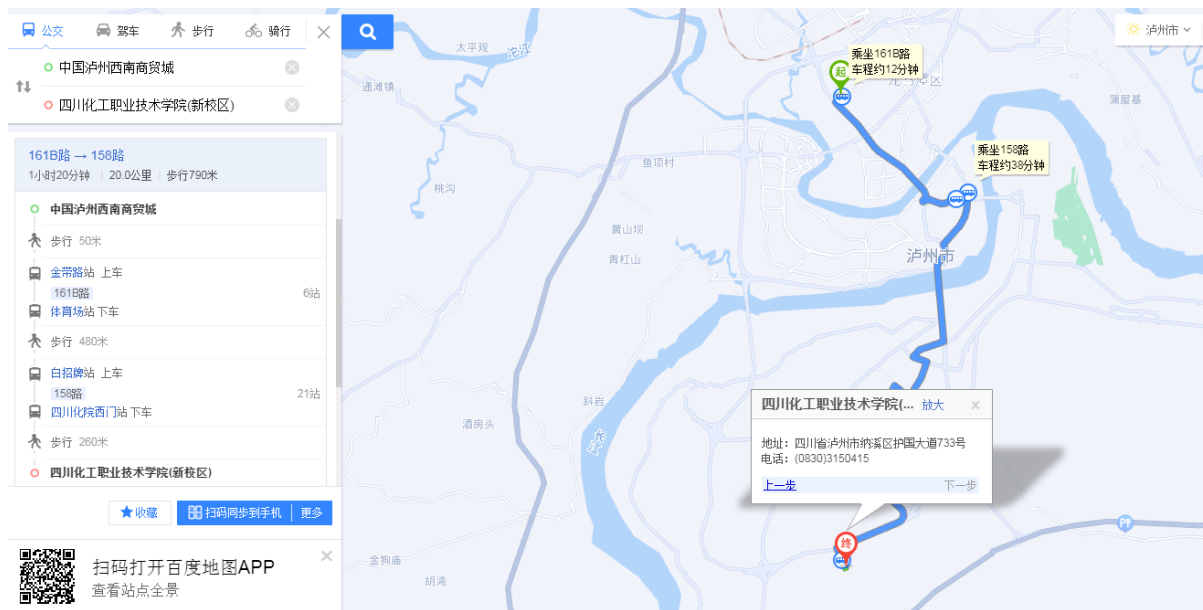 公交
驾车
步行
骑行
中国泸州西南商贸城
四川化工职业技术学院(新校区)
161B路 → 158路
1小时20分钟 20.0公里 步行790米
中国泸州西南商贸城
步行 50米
金带路站 上车
161B路 6站
体育场站 下车
步行 480米
白招牌站 上车
158路 21站
四川化院西门站 下车
步行 260米
四川化工职业技术学院(新校区)
收藏
扫码同步到手机
更多
扫码打开百度地图APP
查看站点全景
泸州市
太平观
沱江
通滩镇
起
乘坐161B路
车程约12分钟
蒲屋基
乘坐158路
车程约38分钟
鱼项村
桃沟
黄山坝
青杠山
泸州市
斜岩
酒房头
长江
四川化工职业技术学院(... 放大
地址：四川省泸州市纳溪区护国大道733号
电话：(0830)3150415
上一步 下一步
终
金狗庙
胡湾